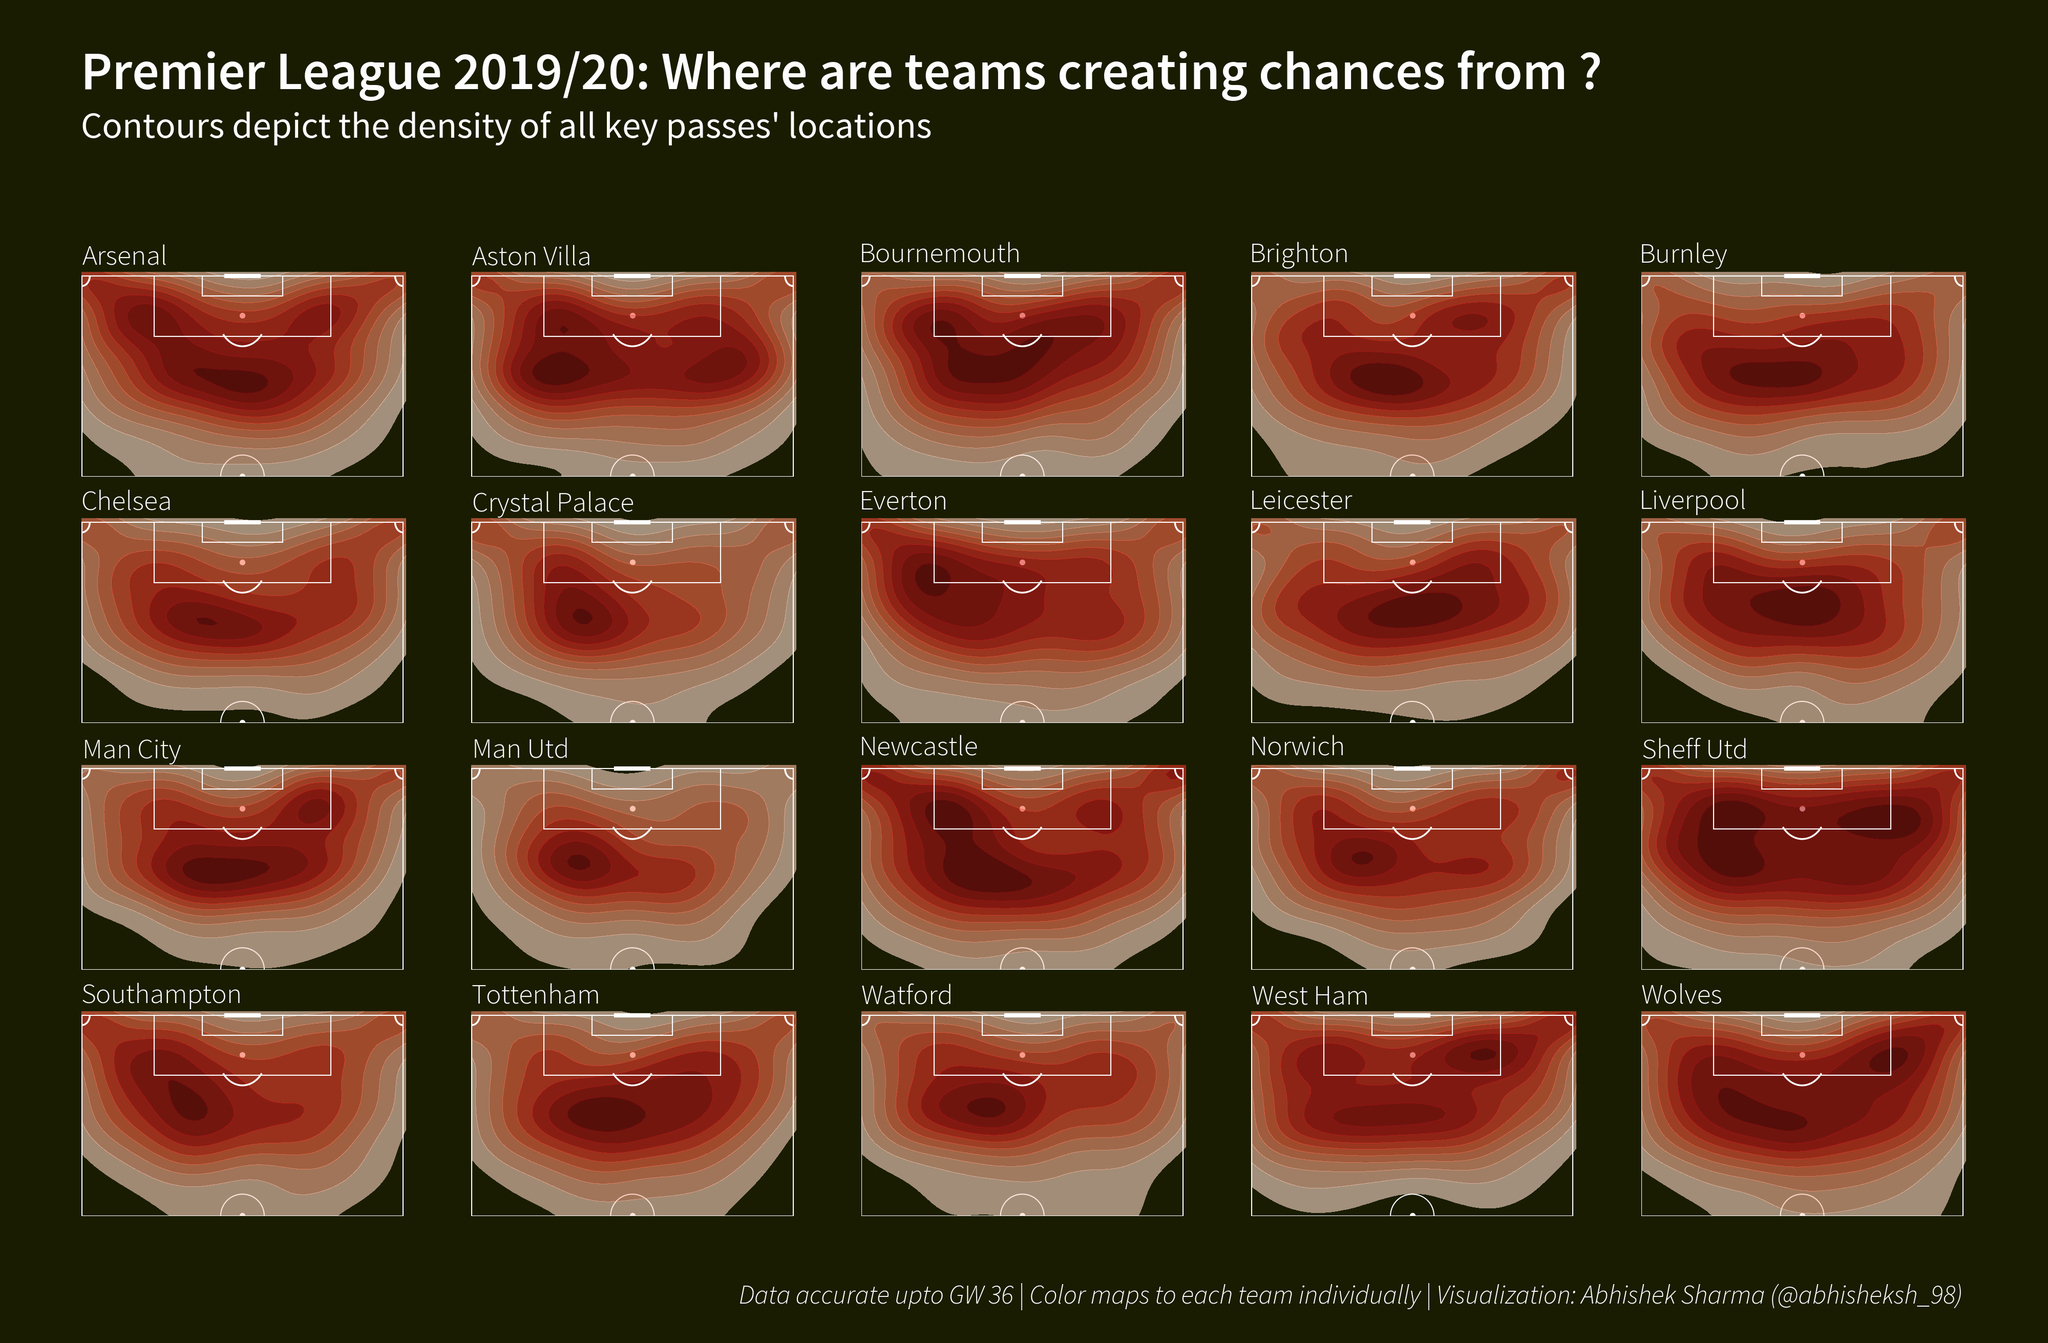 Premier League 2019/20: Where are teams creating chances from ?
Contours depict the density of all key passes' locations
Arsenal
Aston Villa
Bournemouth
Brighton
Burnley
Chelsea
Crystal Palace
Everton
Leicester
Liverpool
Man City
Man Utd
Newcastle
Norwich
Sheff Utd
Southampton
Tottenham
Watford
West Ham
Wolves
Data accurate upto GW 36 | Color maps to each team individually | Visualization: Abhishek Sharma (@abhisheksh_98)